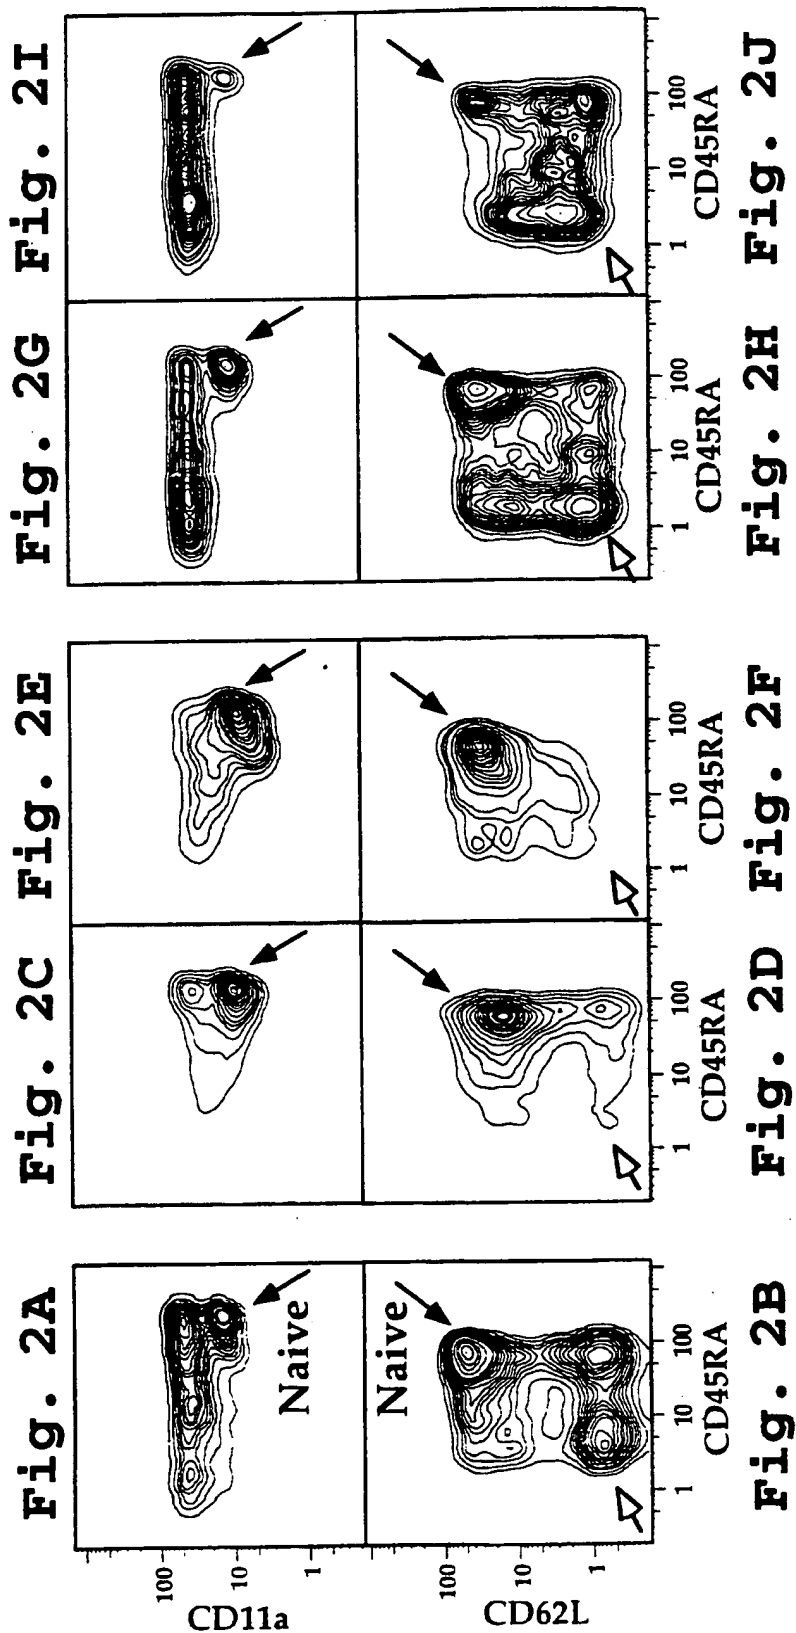 Fig. 2A
Fig. 2C
Fig. 2E
Fig. 2G
Fig. 2I
CD11a
100
10
1
Naive
CD62L
100
10
1
Naive
1
10
100
CD45RA
1
10
100
CD45RA
1
10
100
CD45RA
1
10
100
CD45RA
1
10
100
CD45RA
Fig. 2B
Fig. 2D
Fig. 2F
Fig. 2H
Fig. 2J